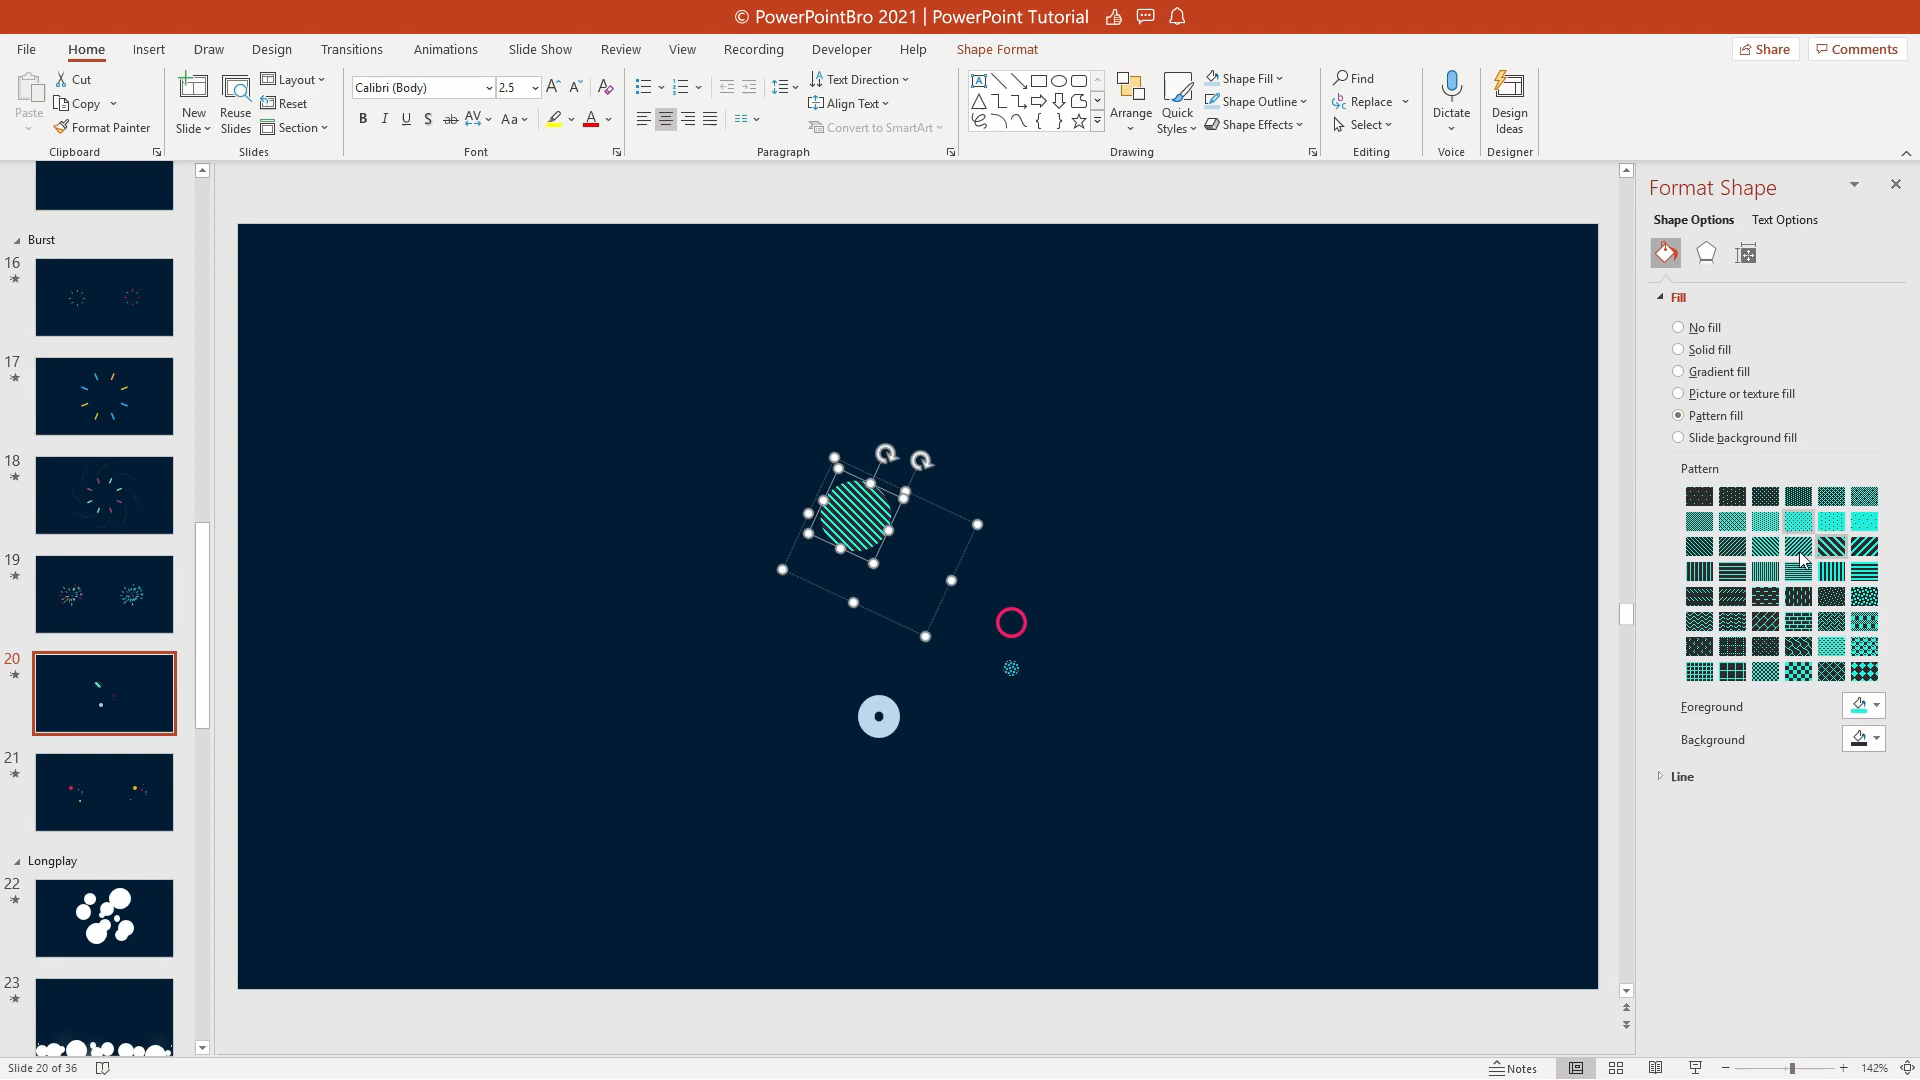 © PowerPointBro 2021 | PowerPoint Tutorial
File Home Insert Draw Design Transitions Animations Slide Show Review View Recording Developer Help Shape Format Share Comments
Paste
Cut
Copy
Format Painter
Clipboard
New Slide
Reuse Slides
Layout
Reset
Section
Slides
Calibri (Body) 2.5
B I U S ab AV Aa A
Font
Text Direction
Align Text
Convert to SmartArt
Paragraph
Arrange
Quick Styles
Shape Fill
Shape Outline
Shape Effects
Drawing
Find
Replace
Select
Editing
Dictate
Voice
Design Ideas
Designer
Burst
16
17
18
19
20
21
Longplay
22
23
Format Shape
Shape Options Text Options
Fill
No fill
Solid fill
Gradient fill
Picture or texture fill
Pattern fill
Slide background fill
Pattern
Foreground
Background
Line
Slide 20 of 36
Notes
142%